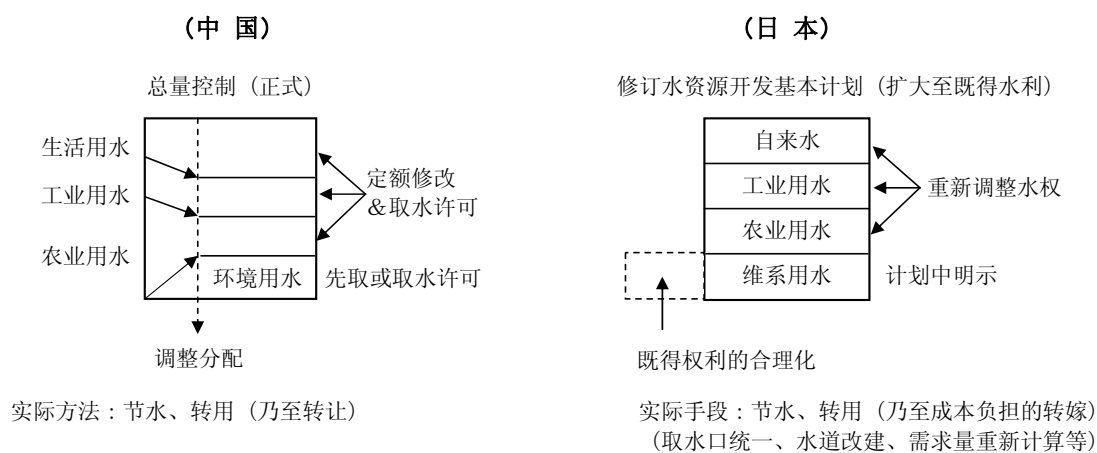 （中 国）
总量控制（正式）
生活用水
工业用水
农业用水
定额修改
＆取水许可
环境用水
先取或取水许可
调整分配
实际方法：节水、转用（乃至转让）
（日 本）
修订水资源开发基本计划（扩大至既得水利）
自来水
工业用水
农业用水
维系用水
重新调整水权
计划中明示
既得权利的合理化
实际手段：节水、转用（乃至成本负担的转嫁）
（取水口统一、水道改建、需求量重新计算等）